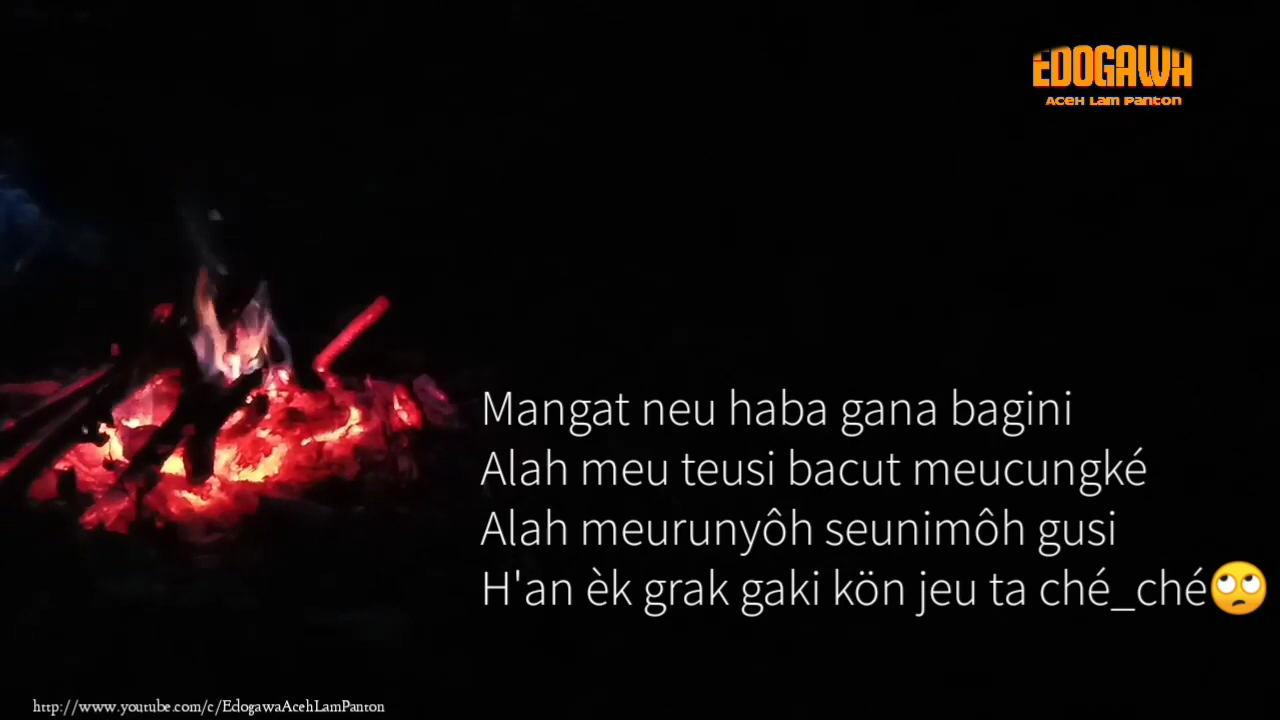 EDOGAWA
ACEH LAM PANTON
Mangat neu haba gana bagini
Alah meu teusi bacut meucungké
Alah meurunyôh seunimôh gusi
H'an èk grak gaki kön jeu ta ché_ché🙄
http://www.youtube.com/c/EdogawaAcehLamPanton